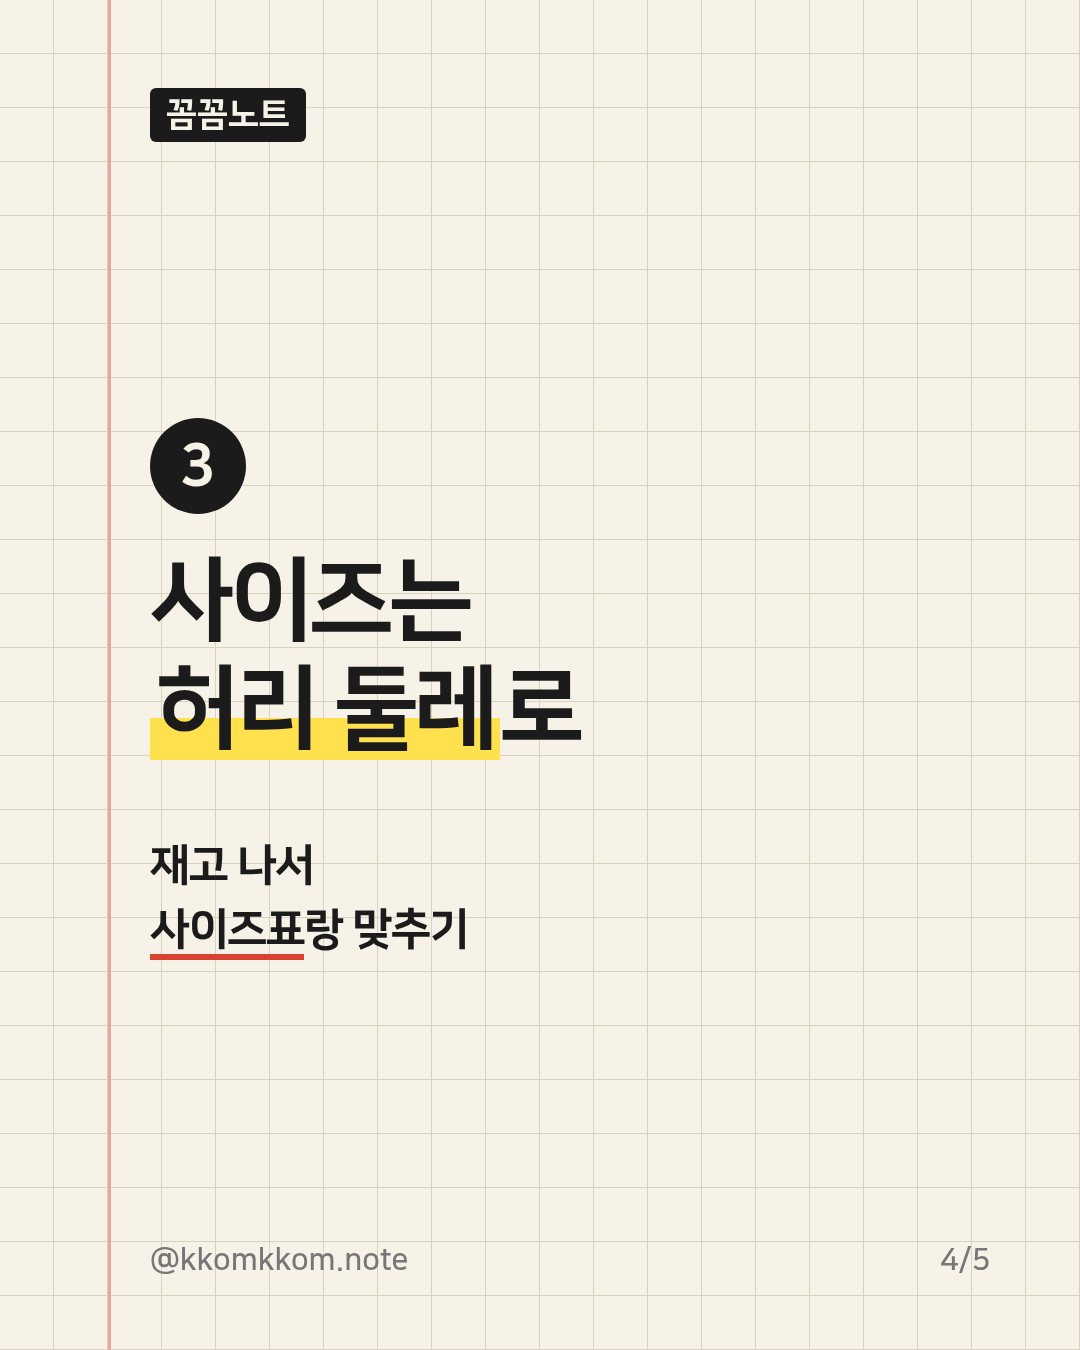 꼼꼼노트
3
사이즈는
허리 둘레로
재고 나서
사이즈표랑 맞추기
@kkomkkom.note
4/5